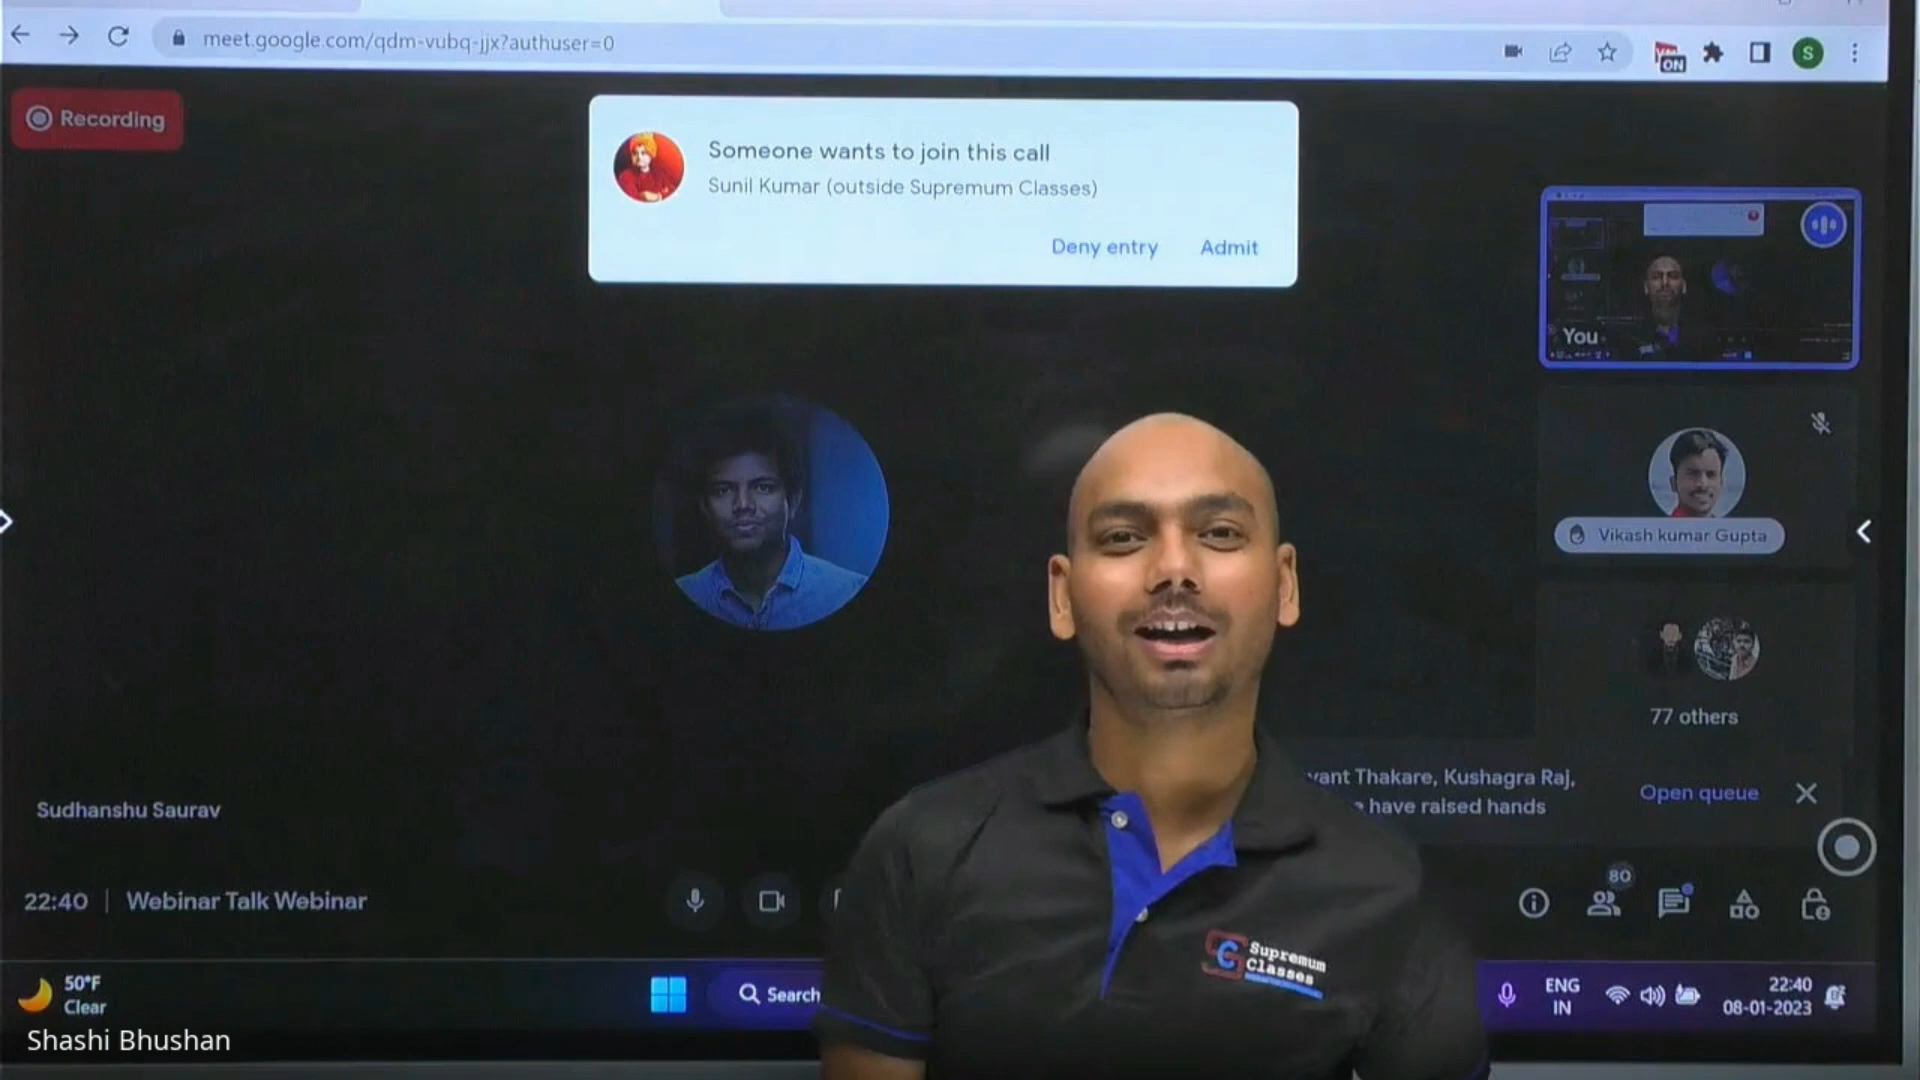 meet.google.com/qdm-vubq-jjx?authuser=0
ON
S
Recording
Someone wants to join this call
Sunil Kumar (outside Supremum Classes)
Deny entry
Admit
You
Vikash kumar Gupta
77 others
vant Thakare, Kushagra Raj,
have raised hands
Open queue
Sudhanshu Saurav
22:40 | Webinar Talk Webinar
80
Supremum
Classes
50°F
Clear
Search
ENG
IN
22:40
08-01-2023
Shashi Bhushan